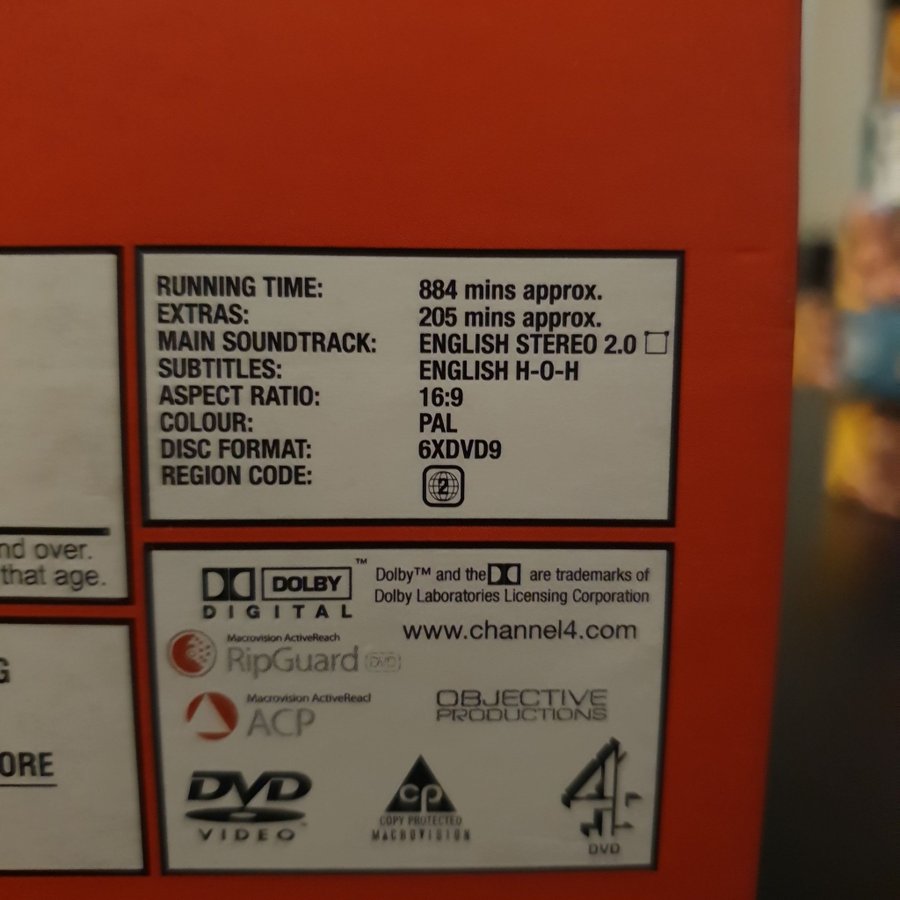 RUNNING TIME: 884 mins approx.
EXTRAS: 205 mins approx.
MAIN SOUNDTRACK: ENGLISH STEREO 2.0
SUBTITLES: ENGLISH H-O-H
ASPECT RATIO: 16:9
COLOUR: PAL
DISC FORMAT: 6XDVD9
REGION CODE: 2
nd over.
that age.
G
ORE
DOLBY™
DIGITAL
Dolby™ and the are trademarks of
Dolby Laboratories Licensing Corporation
www.channel4.com
Macrovision ActiveReach
RipGuard DVD
Macrovision ActiveReach
ACP
OBJECTIVE
PRODUCTIONS
DVD
VIDEO™
cp
COPY PROTECTED
MACROVISION
4
DVD